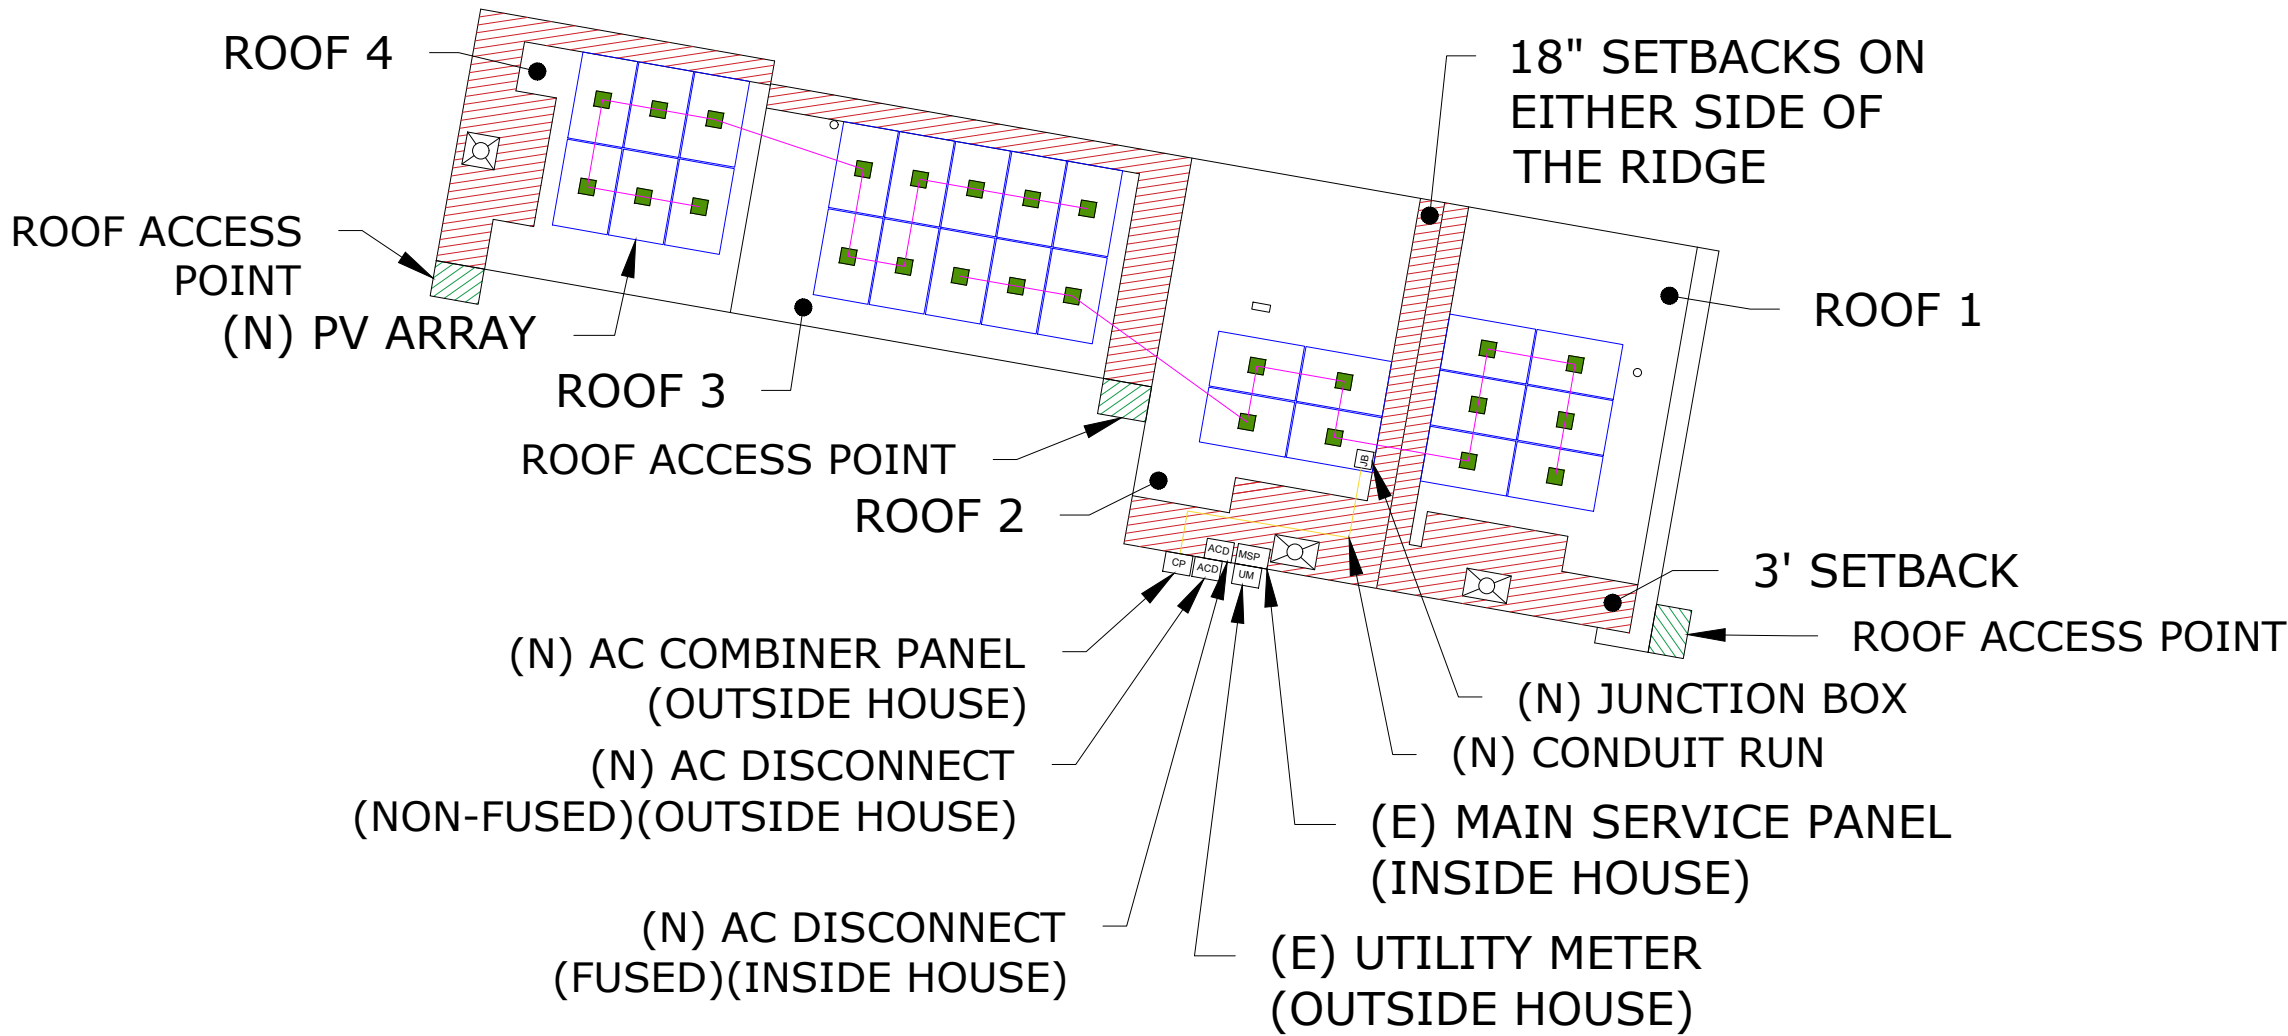 ROOF 4
18" SETBACKS ON
EITHER SIDE OF
THE RIDGE
ROOF ACCESS
POINT
(N) PV ARRAY
ROOF 3
ROOF 1
ROOF ACCESS POINT
ROOF 2
JB
ACD
MSP
CP
ACD
UM
3' SETBACK
ROOF ACCESS POINT
(N) AC COMBINER PANEL
(OUTSIDE HOUSE)
(N) JUNCTION BOX
(N) CONDUIT RUN
(N) AC DISCONNECT
(NON-FUSED)(OUTSIDE HOUSE)
(E) MAIN SERVICE PANEL
(INSIDE HOUSE)
(N) AC DISCONNECT
(FUSED)(INSIDE HOUSE)
(E) UTILITY METER
(OUTSIDE HOUSE)